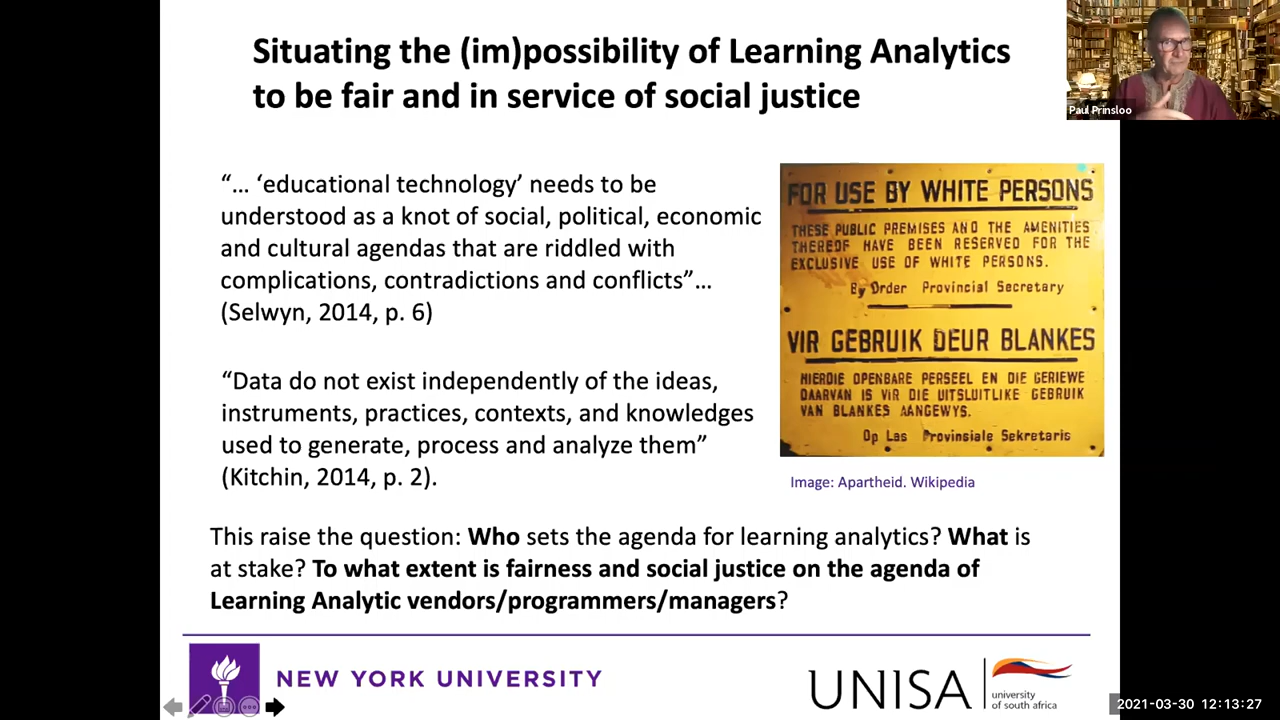 Situating the (im)possibility of Learning Analytics
to be fair and in service of social justice
Paul Prinsloo
“... ‘educational technology’ needs to be
understood as a knot of social, political, economic
and cultural agendas that are riddled with
complications, contradictions and conflicts”...
(Selwyn, 2014, p. 6)
“Data do not exist independently of the ideas,
instruments, practices, contexts, and knowledges
used to generate, process and analyze them”
(Kitchin, 2014, p. 2).
FOR USE BY WHITE PERSONS
THESE PUBLIC PREMISES AND THE AMENITIES
THEREOF HAVE BEEN RESERVED FOR THE
EXCLUSIVE USE OF WHITE PERSONS.
By Order Provincial Secretary
VIR GEBRUIK DEUR BLANKES
HIERDIE OPENBARE PERSEEL EN DIE GERIEWE
DAARVAN IS VIR DIE UITSLUITLIKE GEBRUIK
VAN BLANKES AANGEWYS.
Op Las Provinsiale Sekretaris
Image: Apartheid. Wikipedia
This raise the question: Who sets the agenda for learning analytics? What is
at stake? To what extent is fairness and social justice on the agenda of
Learning Analytic vendors/programmers/managers?
NEW YORK UNIVERSITY
UNISA
university
of south africa
2021-03-30 12:13:27